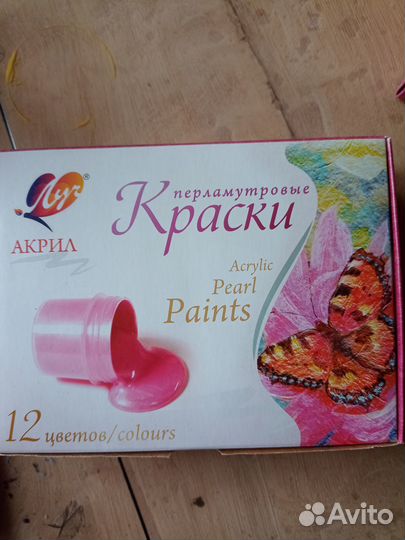 Луч®
АКРИЛ
перламутровые
Краски
Acrylic
Pearl
Paints
12 цветов/colours
Avito